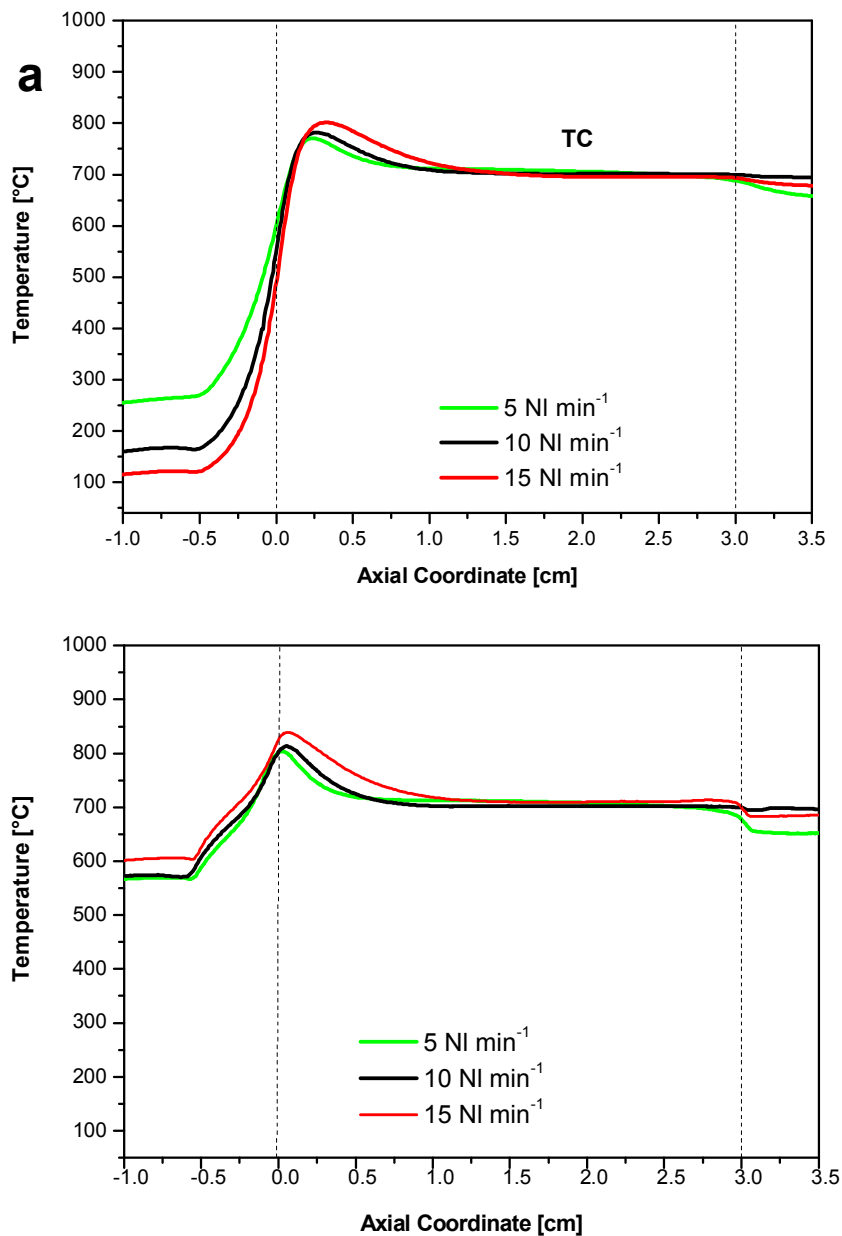 a
1000
900
800
700
600
500
400
300
200
100
Temperature [ºC]
TC
5 Nl min⁻¹
10 Nl min⁻¹
15 Nl min⁻¹
-1.0 -0.5 0.0 0.5 1.0 1.5 2.0 2.5 3.0 3.5
Axial Coordinate [cm]
1000
900
800
700
600
500
400
300
200
100
Temperature [°C]
5 Nl min⁻¹
10 Nl min⁻¹
15 Nl min⁻¹
-1.0 -0.5 0.0 0.5 1.0 1.5 2.0 2.5 3.0 3.5
Axial Coordinate [cm]